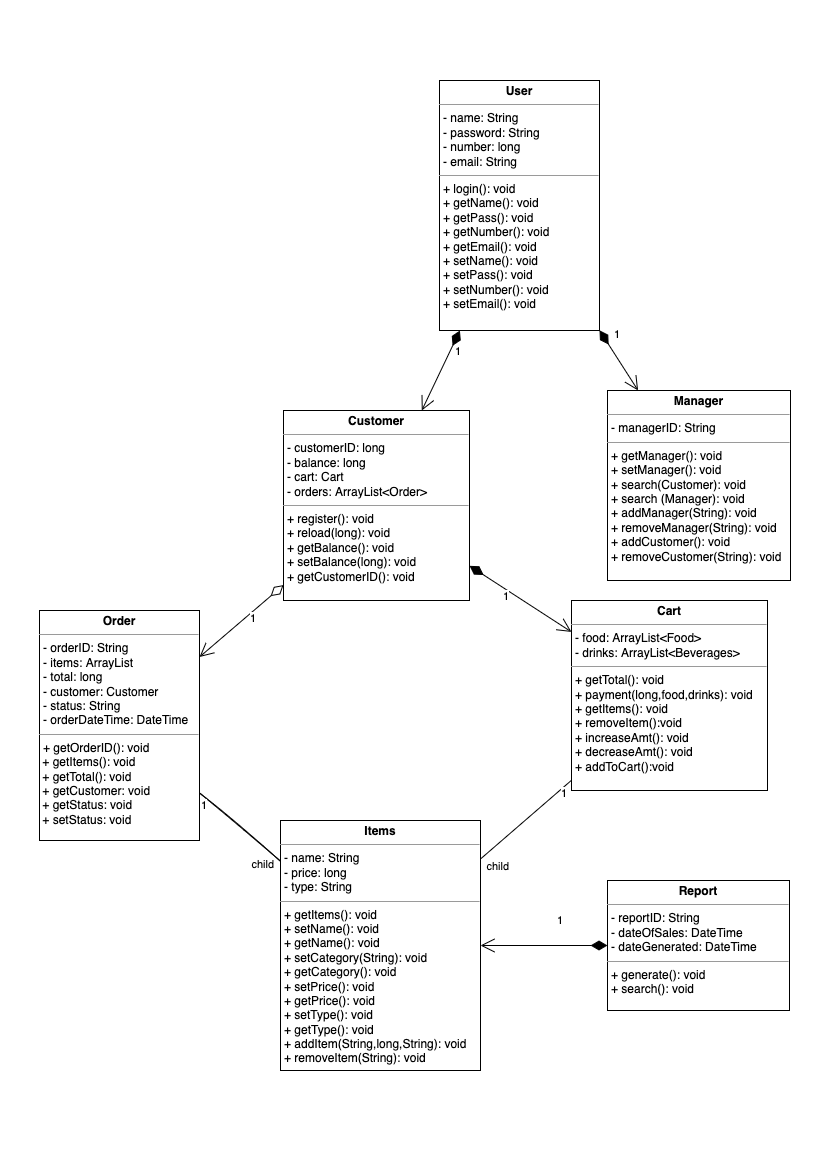 User
- name: String
- password: String
- number: long
- email: String
+ login(): void
+ getName(): void
+ getPass(): void
+ getNumber(): void
+ getEmail(): void
+ setName(): void
+ setPass(): void
+ setNumber(): void
+ setEmail(): void
1
1
Customer
- customerID: long
- balance: long
- cart: Cart
- orders: ArrayList<Order>
+ register(): void
+ reload(long): void
+ getBalance(): void
+ setBalance(long): void
+ getCustomerID(): void
Manager
- managerID: String
+ getManager(): void
+ setManager(): void
+ search(Customer): void
+ search (Manager): void
+ addManager(String): void
+ removeManager(String): void
+ addCustomer(): void
+ removeCustomer(String): void
1
1
Order
- orderID: String
- items: ArrayList
- total: long
- customer: Customer
- status: String
- orderDateTime: DateTime
+ getOrderID(): void
+ getItems(): void
+ getTotal(): void
+ getCustomer: void
+ getStatus: void
+ setStatus: void
Cart
- food: ArrayList<Food>
- drinks: ArrayList<Beverages>
+ getTotal(): void
+ payment(long,food,drinks): void
+ getItems(): void
+ removeItem():void
+ increaseAmt(): void
+ decreaseAmt(): void
+ addToCart():void
1
1
child
child
Items
- name: String
- price: long
- type: String
+ getItems(): void
+ setName(): void
+ getName(): void
+ setCategory(String): void
+ getCategory(): void
+ setPrice(): void
+ getPrice(): void
+ setType(): void
+ getType(): void
+ addItem(String,long,String): void
+ removeItem(String): void
1
Report
- reportID: String
- dateOfSales: DateTime
- dateGenerated: DateTime
+ generate(): void
+ search(): void